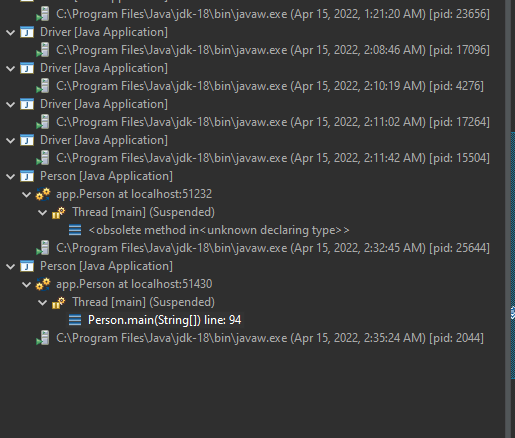 C:\Program Files\Java\jdk-18\bin\javaw.exe (Apr 15, 2022, 1:21:20 AM) [pid: 23656]
Driver [Java Application]
C:\Program Files\Java\jdk-18\bin\javaw.exe (Apr 15, 2022, 2:08:46 AM) [pid: 17096]
Driver [Java Application]
C:\Program Files\Java\jdk-18\bin\javaw.exe (Apr 15, 2022, 2:10:19 AM) [pid: 4276]
Driver [Java Application]
C:\Program Files\Java\jdk-18\bin\javaw.exe (Apr 15, 2022, 2:11:02 AM) [pid: 17264]
Driver [Java Application]
C:\Program Files\Java\jdk-18\bin\javaw.exe (Apr 15, 2022, 2:11:42 AM) [pid: 15504]
Person [Java Application]
app.Person at localhost:51232
Thread [main] (Suspended)
<obsolete method in<unknown declaring type>>
C:\Program Files\Java\jdk-18\bin\javaw.exe (Apr 15, 2022, 2:32:45 AM) [pid: 25644]
Person [Java Application]
app.Person at localhost:51430
Thread [main] (Suspended)
Person.main(String[]) line: 94
C:\Program Files\Java\jdk-18\bin\javaw.exe (Apr 15, 2022, 2:35:24 AM) [pid: 2044]